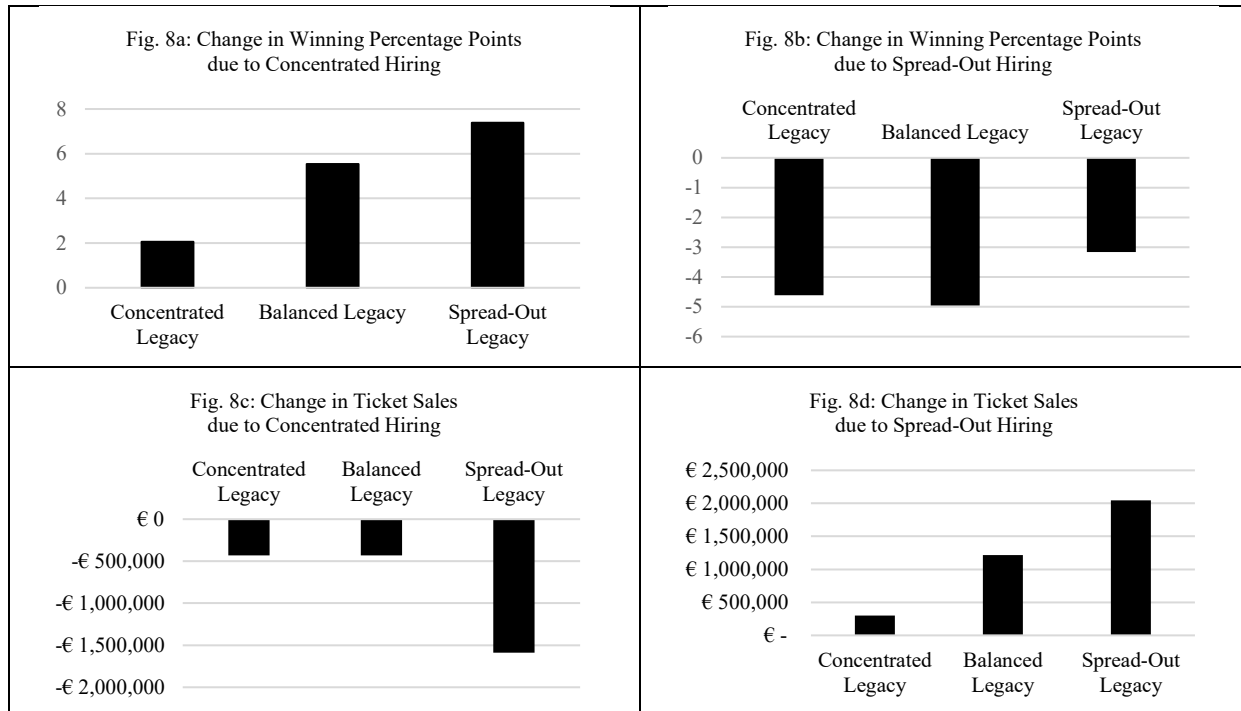 Fig. 8a: Change in Winning Percentage Points
due to Concentrated Hiring
8
6
4
2
0
Concentrated
Legacy
Balanced Legacy
Spread-Out
Legacy
Fig. 8b: Change in Winning Percentage Points
due to Spread-Out Hiring
Concentrated
Legacy
Balanced Legacy
Spread-Out
Legacy
0
-1
-2
-3
-4
-5
-6
Fig. 8c: Change in Ticket Sales
due to Concentrated Hiring
Concentrated
Legacy
Balanced
Legacy
Spread-Out
Legacy
€ 0
-€ 500,000
-€ 1,000,000
-€ 1,500,000
-€ 2,000,000
Fig. 8d: Change in Ticket Sales
due to Spread-Out Hiring
€ 2,500,000
€ 2,000,000
€ 1,500,000
€ 1,000,000
€ 500,000
€ -
Concentrated
Legacy
Balanced
Legacy
Spread-Out
Legacy